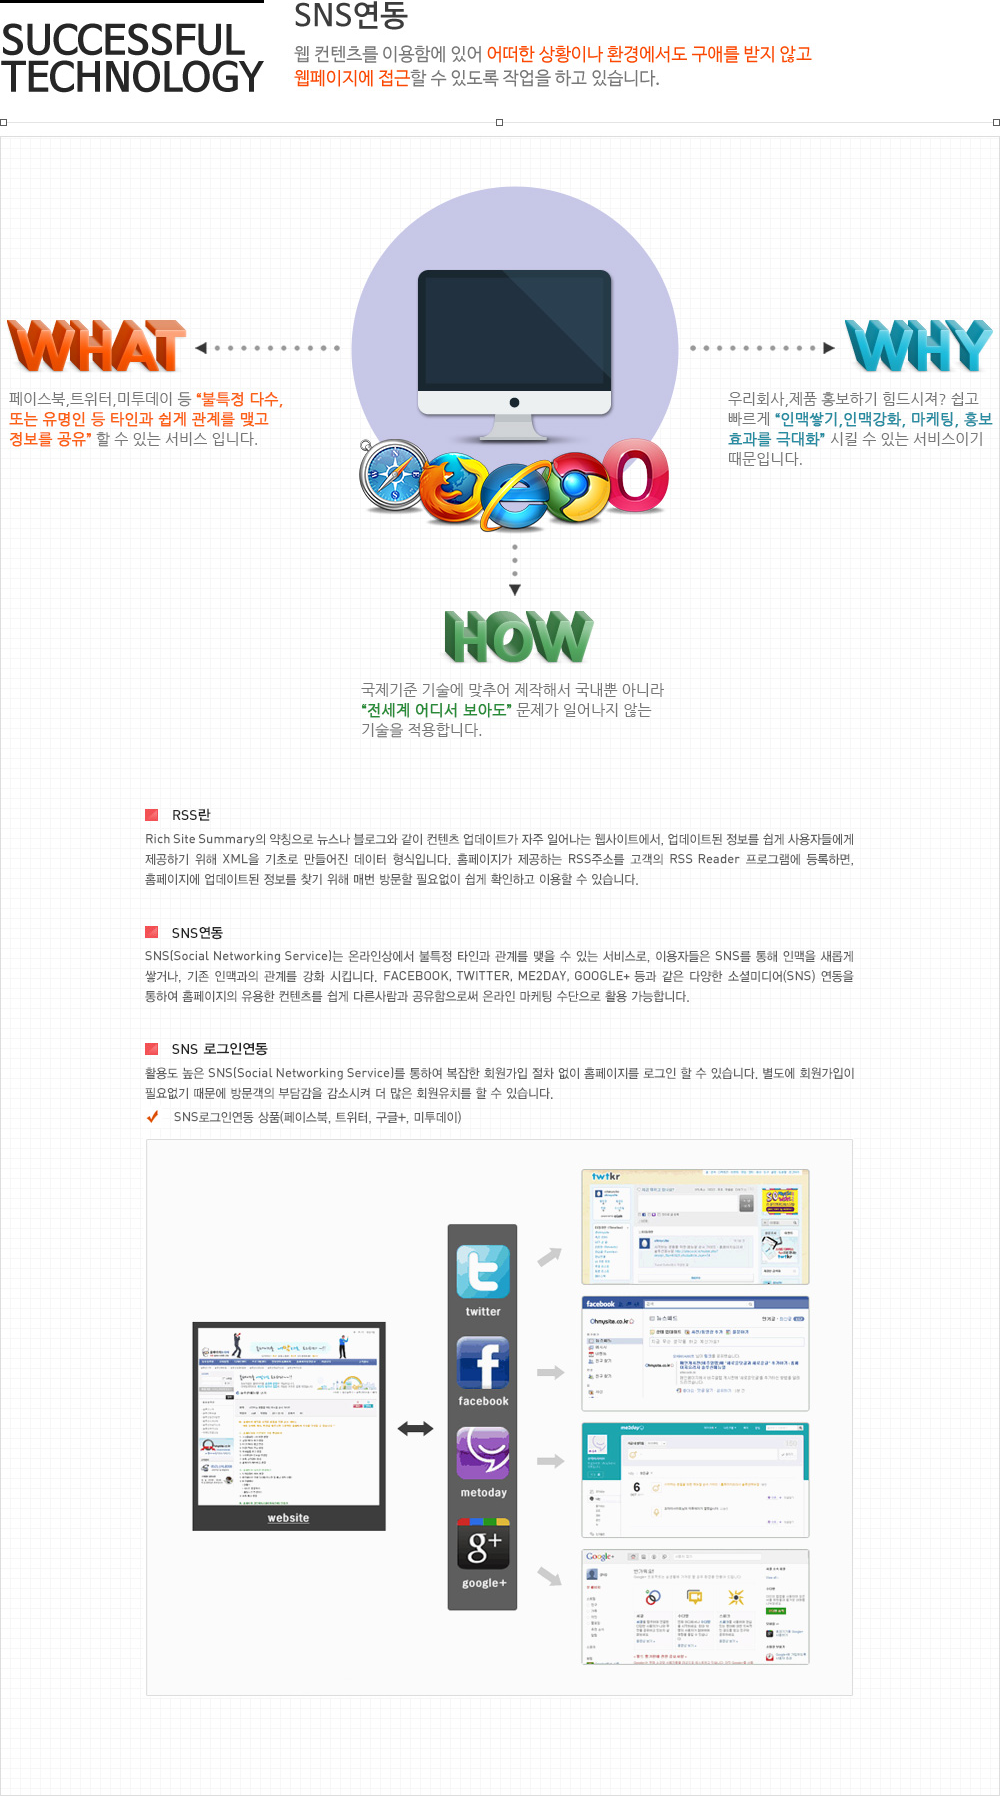 SUCCESSFUL
TECHNOLOGY
SNS연동
웹 컨텐츠를 이용함에 있어 어떠한 상황이나 환경에서도 구애를 받지 않고
웹페이지에 접근할 수 있도록 작업을 하고 있습니다.
WHAT
페이스북,트위터,미투데이 등 “불특정 다수,
또는 유명인 등 타인과 쉽게 관계를 맺고
정보를 공유” 할 수 있는 서비스 입니다.
WHY
우리회사,제품 홍보하기 힘드시져? 쉽고
빠르게 “인맥쌓기,인맥강화, 마케팅, 홍보
효과를 극대화” 시킬 수 있는 서비스이기
때문입니다.
HOW
국제기준 기술에 맞추어 제작해서 국내뿐 아니라
“전세계 어디서 보아도” 문제가 일어나지 않는
기술을 적용합니다.
RSS란
Rich Site Summary의 약칭으로 뉴스나 블로그와 같이 컨텐츠 업데이트가 자주 일어나는 웹사이트에서, 업데이트된 정보를 쉽게 사용자들에게
제공하기 위해 XML을 기초로 만들어진 데이터 형식입니다. 홈페이지가 제공하는 RSS주소를 고객의 RSS Reader 프로그램에 등록하면,
홈페이지에 업데이트된 정보를 찾기 위해 매번 방문할 필요없이 쉽게 확인하고 이용할 수 있습니다.
SNS연동
SNS(Social Networking Service)는 온라인상에서 불특정 타인과 관계를 맺을 수 있는 서비스로, 이용자들은 SNS를 통해 인맥을 새롭게
쌓거나, 기존 인맥과의 관계를 강화 시킵니다. FACEBOOK, TWITTER, ME2DAY, GOOGLE+ 등과 같은 다양한 소셜미디어(SNS) 연동을
통하여 홈페이지의 유용한 컨텐츠를 쉽게 다른사람과 공유함으로써 온라인 마케팅 수단으로 활용 가능합니다.
SNS 로그인연동
활용도 높은 SNS(Social Networking Service)를 통하여 복잡한 회원가입 절차 없이 홈페이지를 로그인 할 수 있습니다. 별도에 회원가입이
필요없기 때문에 방문객의 부담감을 감소시켜 더 많은 회원유치를 할 수 있습니다.
SNS로그인연동 상품(페이스북, 트위터, 구글+, 미투데이)
twtkr
twitter
facebook
Ohmysite.co.kr
뉴스피드
facebook
website
me2day
metoday
6
g+
google+
Google+